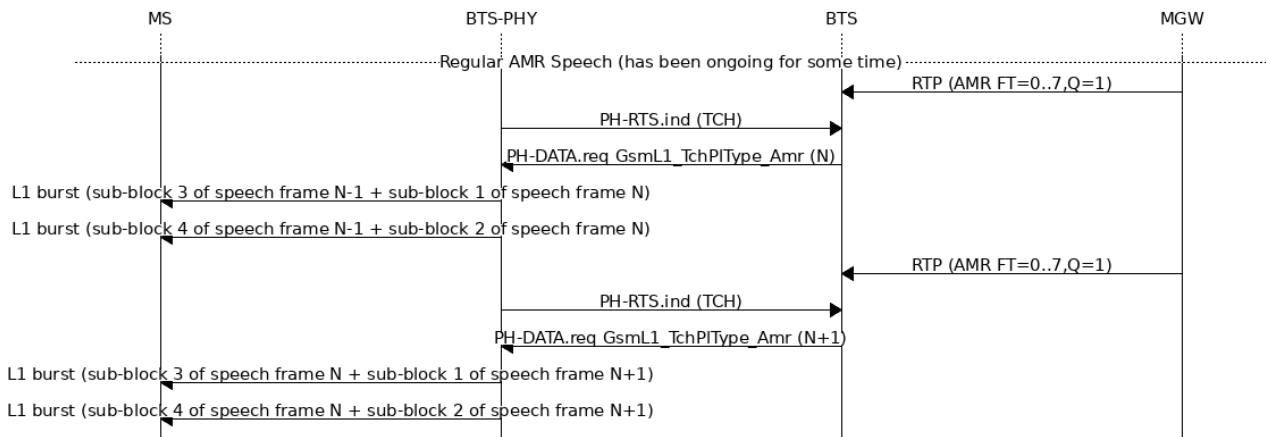 MS BTS-PHY BTS MGW
Regular AMR Speech (has been ongoing for some time)
RTP (AMR FT=0..7,Q=1)
PH-RTS.ind (TCH)
PH-DATA.req GsmL1_TchPlType_Amr (N)
L1 burst (sub-block 3 of speech frame N-1 + sub-block 1 of speech frame N)
L1 burst (sub-block 4 of speech frame N-1 + sub-block 2 of speech frame N)
RTP (AMR FT=0..7,Q=1)
PH-RTS.ind (TCH)
PH-DATA.req GsmL1_TchPlType_Amr (N+1)
L1 burst (sub-block 3 of speech frame N + sub-block 1 of speech frame N+1)
L1 burst (sub-block 4 of speech frame N + sub-block 2 of speech frame N+1)